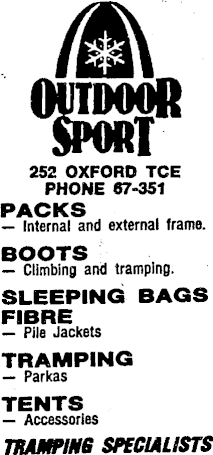 OUTDOOR
SPORT
252 OXFORD TCE
PHONE 67-351
PACKS
— Internal and external frame.
BOOTS
— Climbing and tramping.
SLEEPING BAGS
FIBRE
— Pile Jackets
TRAMPING
— Parkas
TENTS
— Accessories
TRAMPING SPECIALISTS